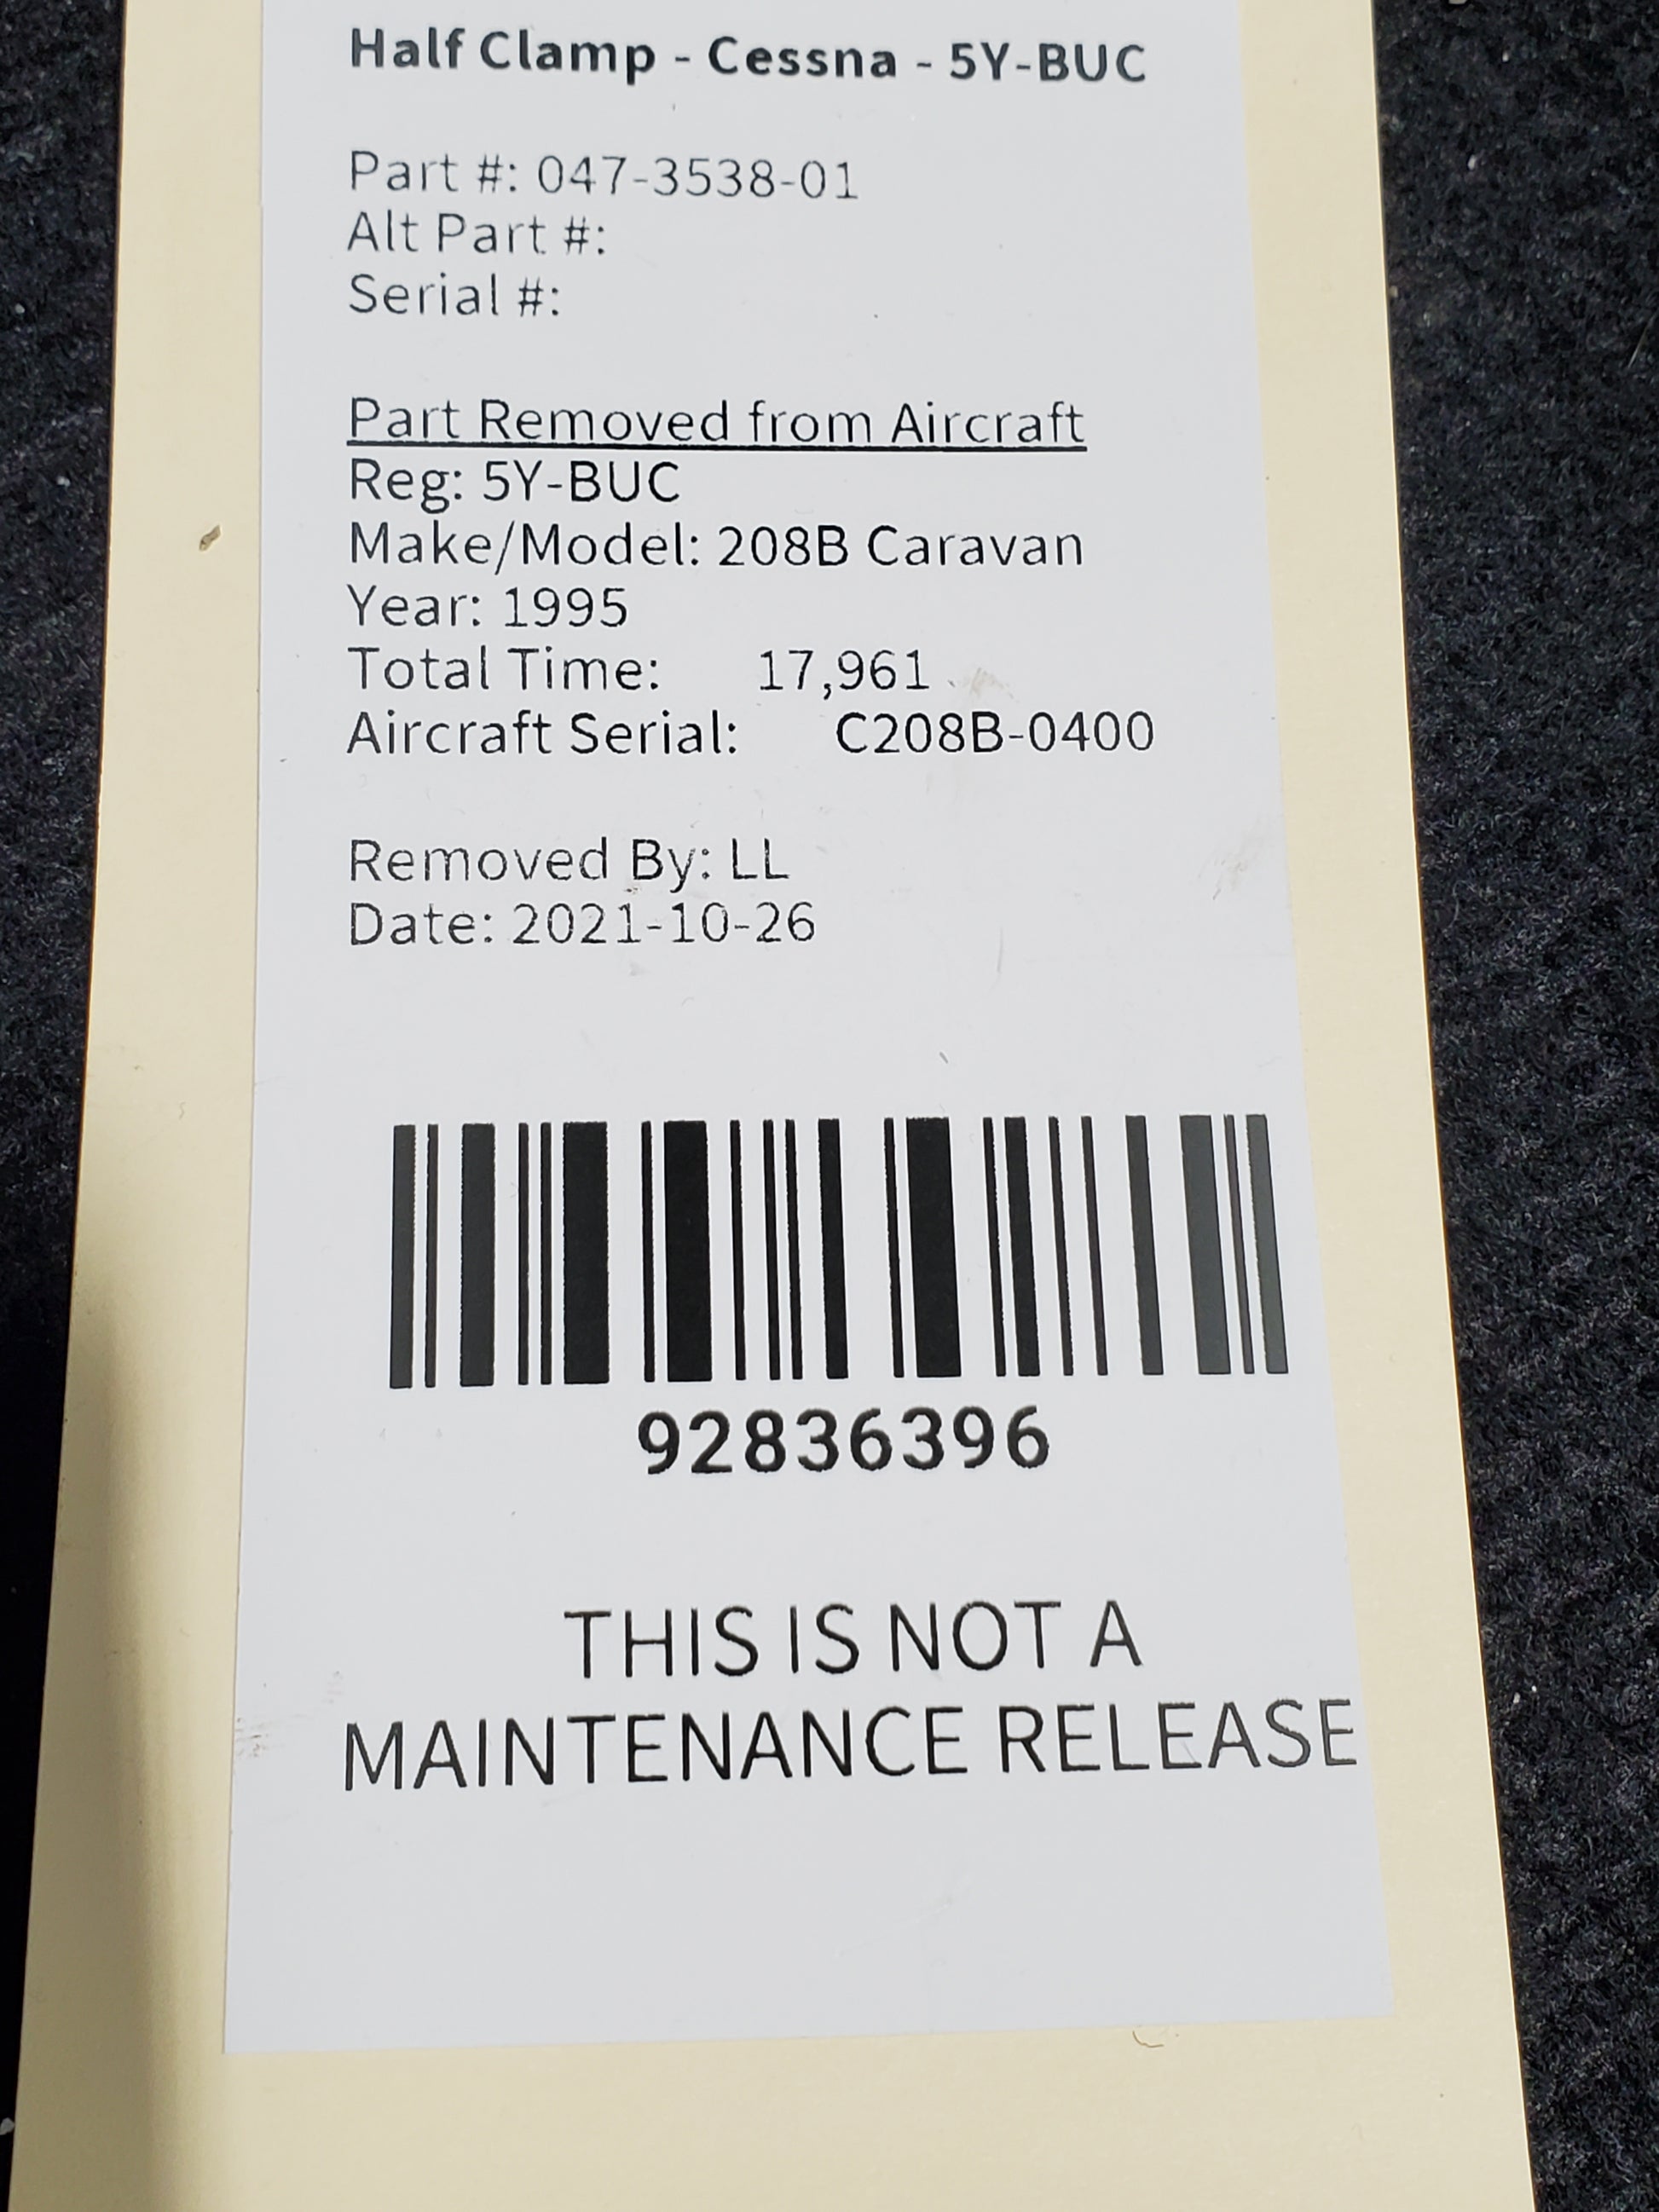 Half Clamp - Cessna - 5Y-BUC
Part #: 047-3538-01
Alt Part #:
Serial #:
Part Removed from Aircraft
Reg: 5Y-BUC
Make/Model: 208B Caravan
Year: 1995
Total Time: 17,961
Aircraft Serial: C208B-0400
Removed By: LL
Date: 2021-10-26
92836396
THIS IS NOT A
MAINTENANCE RELEASE